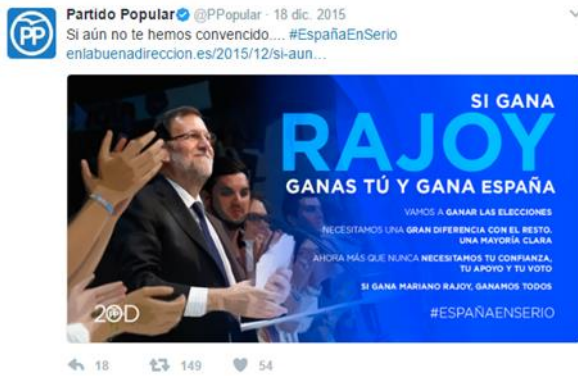 Partido Popular @PPopular · 18 dic. 2015
Si aún no te hemos convencido.... #EspañaEnSerio
enlabuenadireccion.es/2015/12/si-aun...
PP
SI GANA
RAJOY
GANAS TÚ Y GANA ESPAÑA
VAMOS A GANAR LAS ELECCIONES
NECESITAMOS UNA GRAN DIFERENCIA CON EL RESTO.
UNA MAYORÍA CLARA
AHORA MÁS QUE NUNCA NECESITAMOS TU CONFIANZA,
TU APOYO Y TU VOTO
SI GANA MARIANO RAJOY, GANAMOS TODOS
#ESPAÑAENSERIO
20D
18 149 54